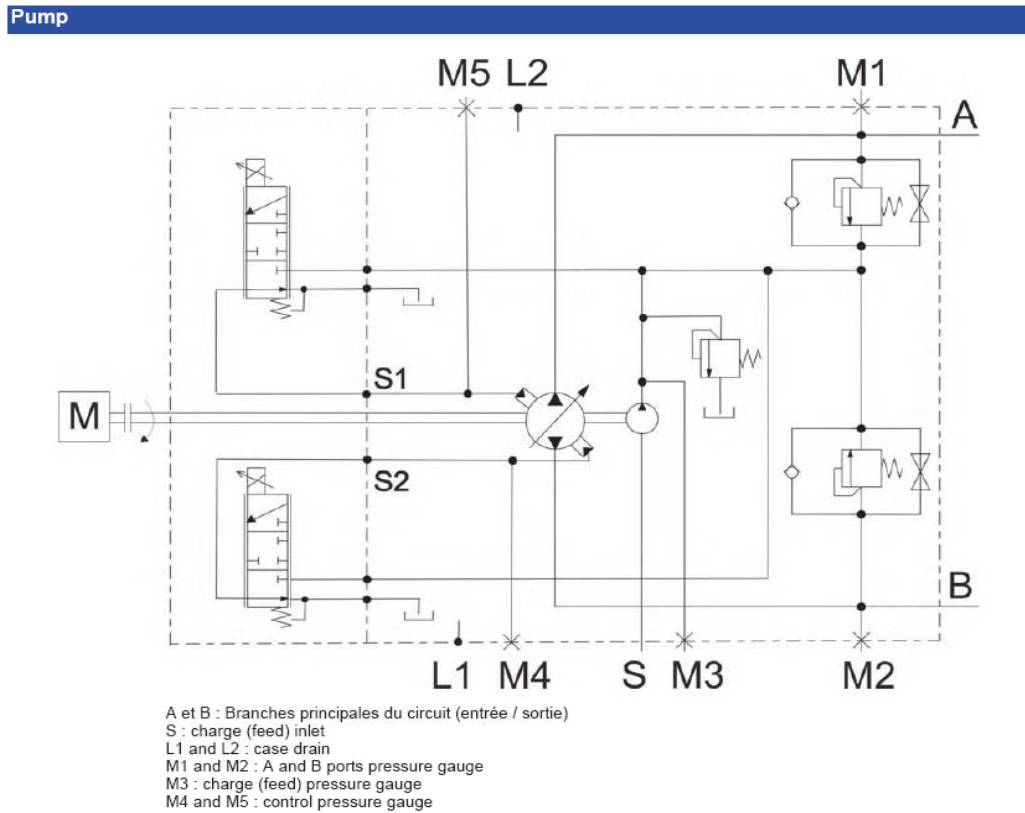 Pump
M5 L2 M1
A
S1
M
S2
B
L1 M4 S M3 M2
A et B : Branches principales du circuit (entrée / sortie)
S : charge (feed) inlet
L1 and L2 : case drain
M1 and M2 : A and B ports pressure gauge
M3 : charge (feed) pressure gauge
M4 and M5 : control pressure gauge